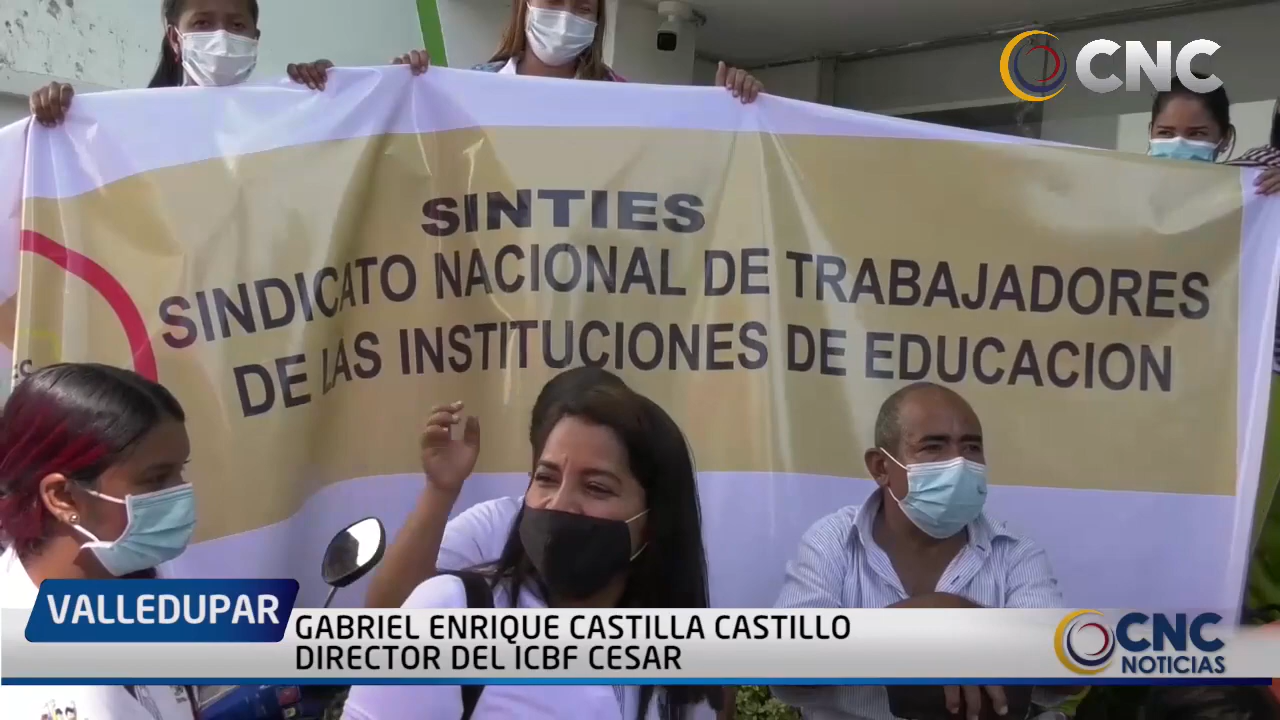 CNC
SINTIES
SINDICATO NACIONAL DE TRABAJADORES
DE LAS INSTITUCIONES DE EDUCACION
VALLEDUPAR
GABRIEL ENRIQUE CASTILLA CASTILLO
DIRECTOR DEL ICBF CESAR
CNC
NOTICIAS